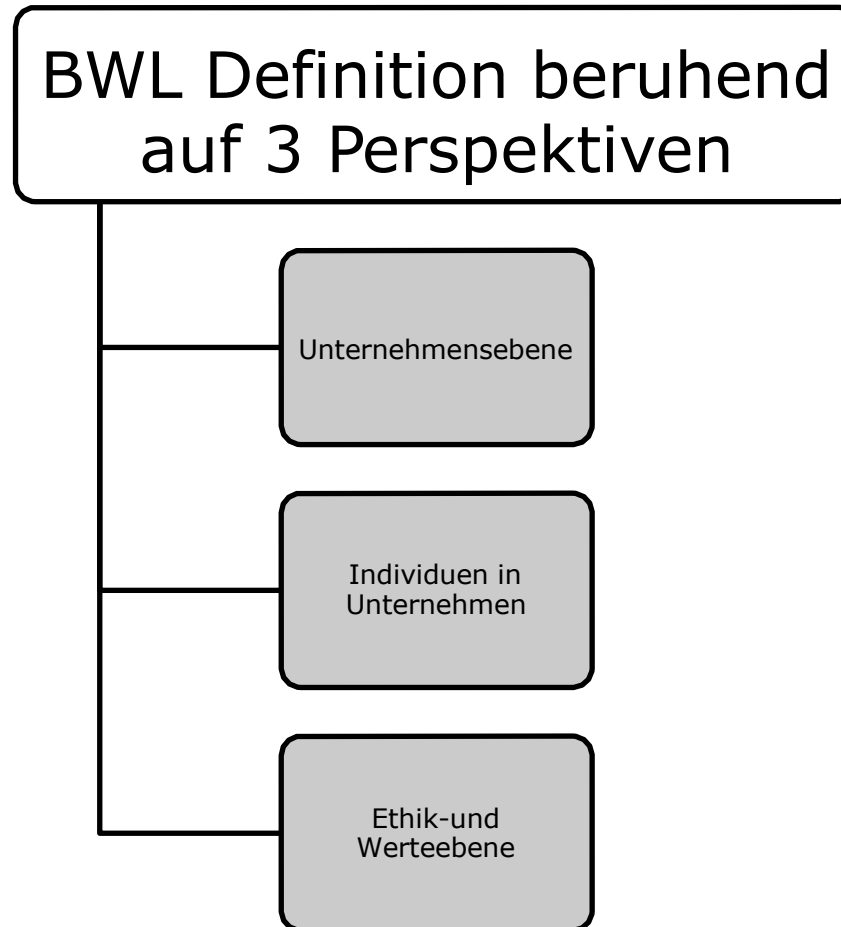 BWL Definition beruhend
auf 3 Perspektiven
Unternehmensebene
Individuen in
Unternehmen
Ethik-und
Werteebene